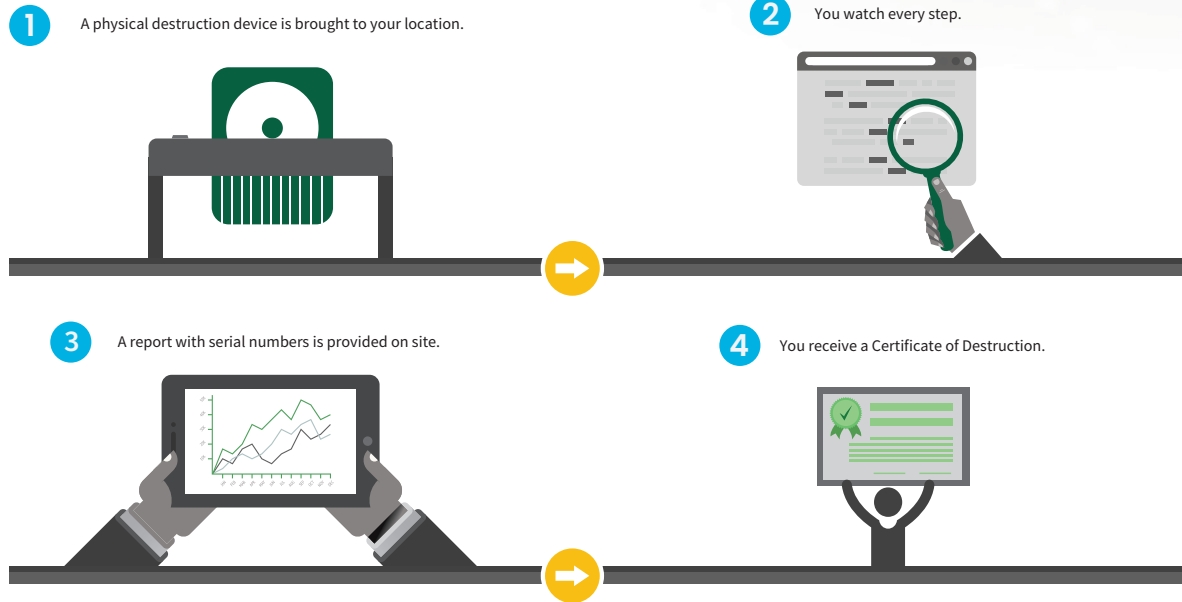 1
A physical destruction device is brought to your location.
2
You watch every step.
3
A report with serial numbers is provided on site.
4
You receive a Certificate of Destruction.